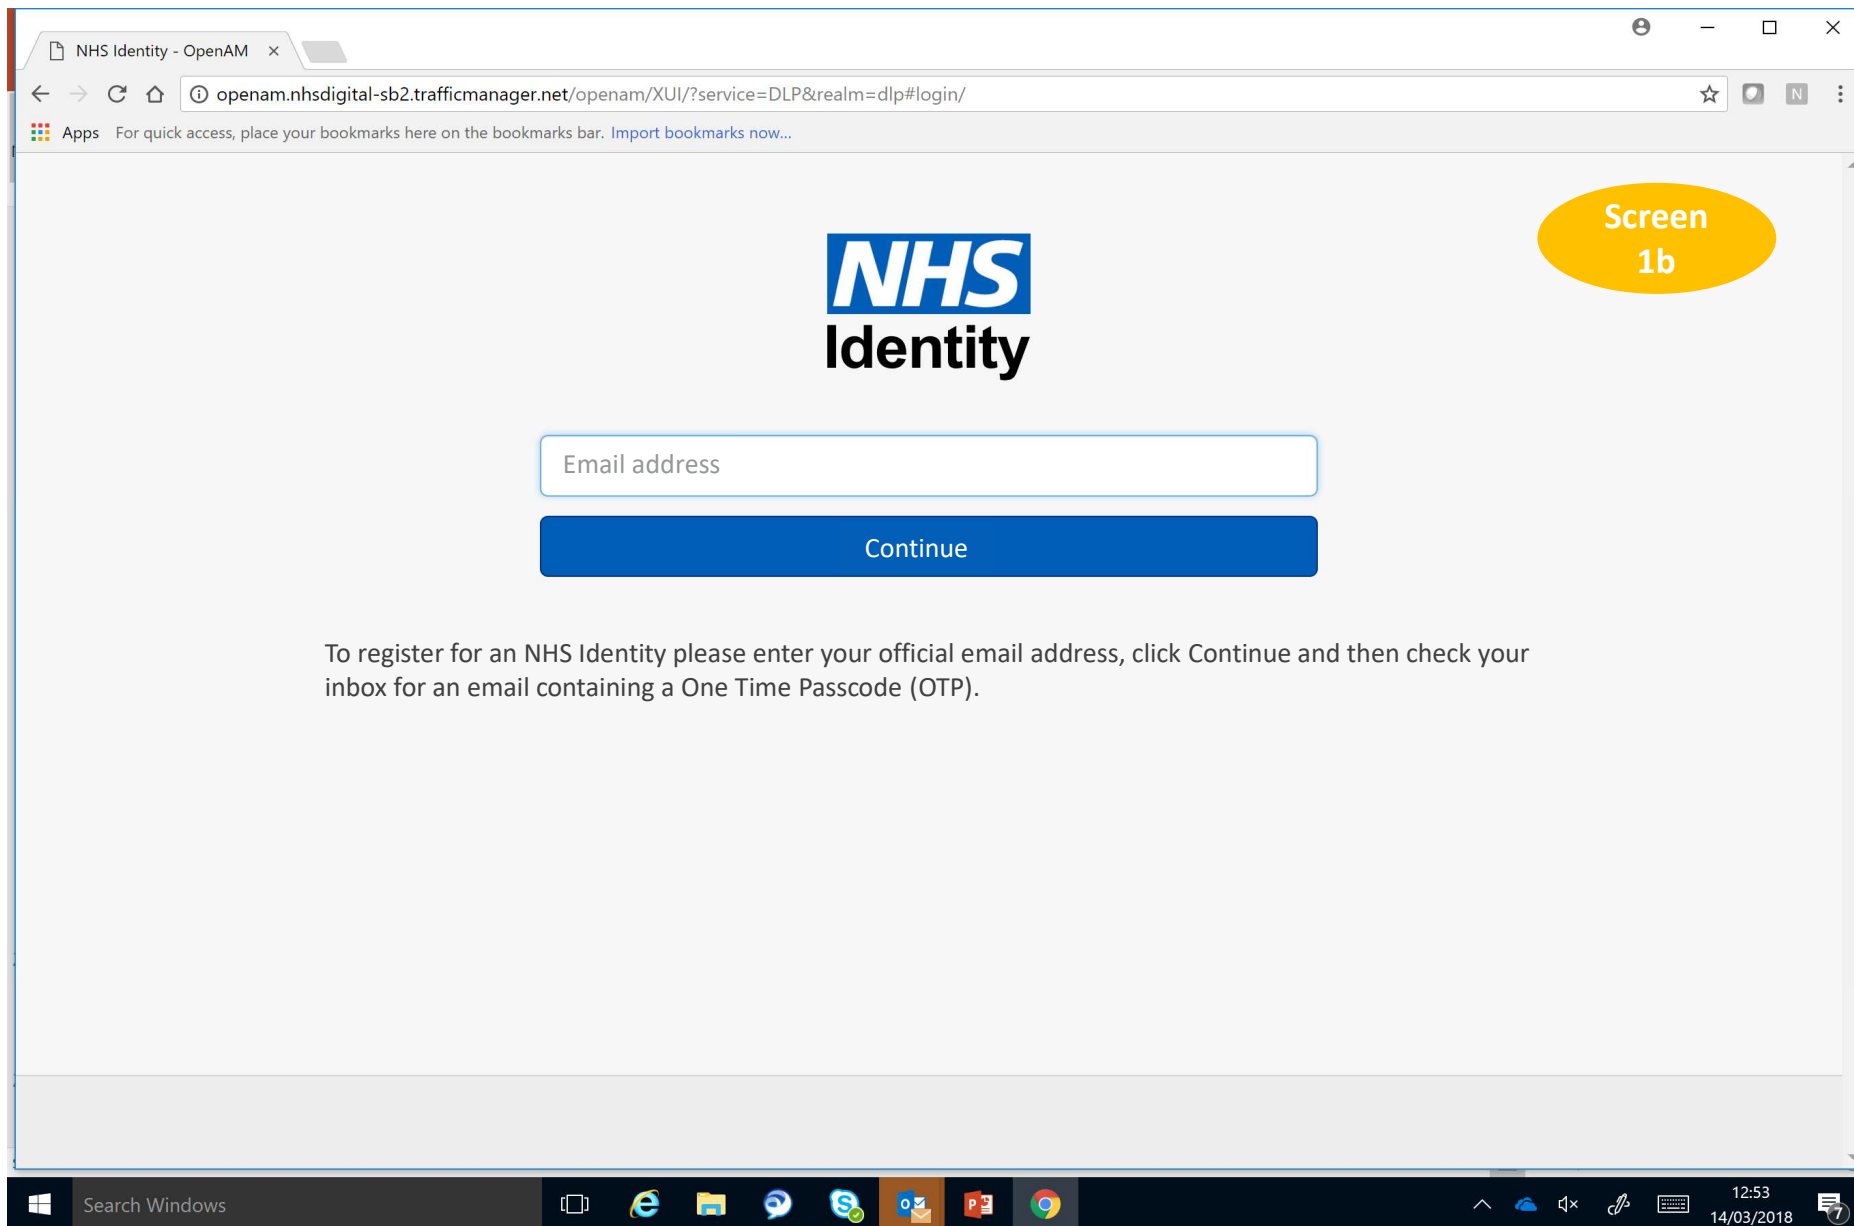 NHS Identity - OpenAM
openam.nhsdigital-sb2.trafficmanager.net/openam/XUI/?service=DLP&realm=dlp#login/
N
Apps For quick access, place your bookmarks here on the bookmarks bar. Import bookmarks now...
Screen
1b
NHS
Identity
Email address
Continue
To register for an NHS Identity please enter your official email address, click Continue and then check your
inbox for an email containing a One Time Passcode (OTP).
Search Windows
12:53
14/03/2018
7